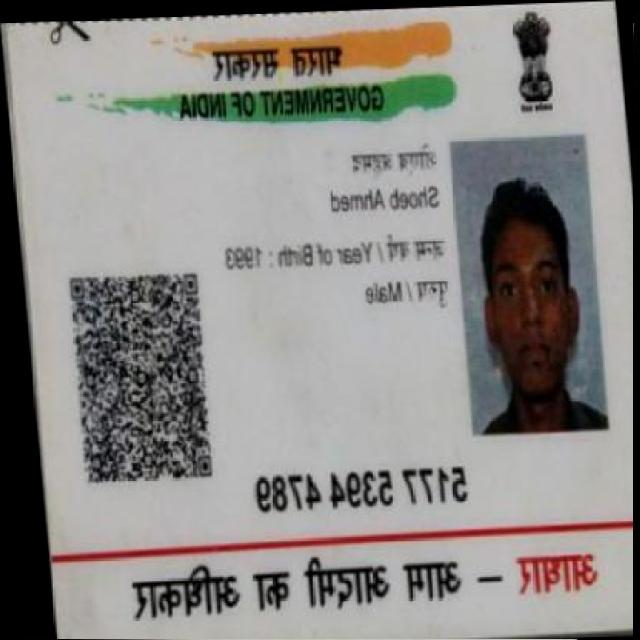 भारत सरकार
GOVERNMENT OF INDIA
शोएब अहमद
Shoeb Ahmed
जन्म वर्ष / Year of Birth : 1993
पुरुष / Male
5177 5394 4789
आधार – आम आदमी का अधिकार